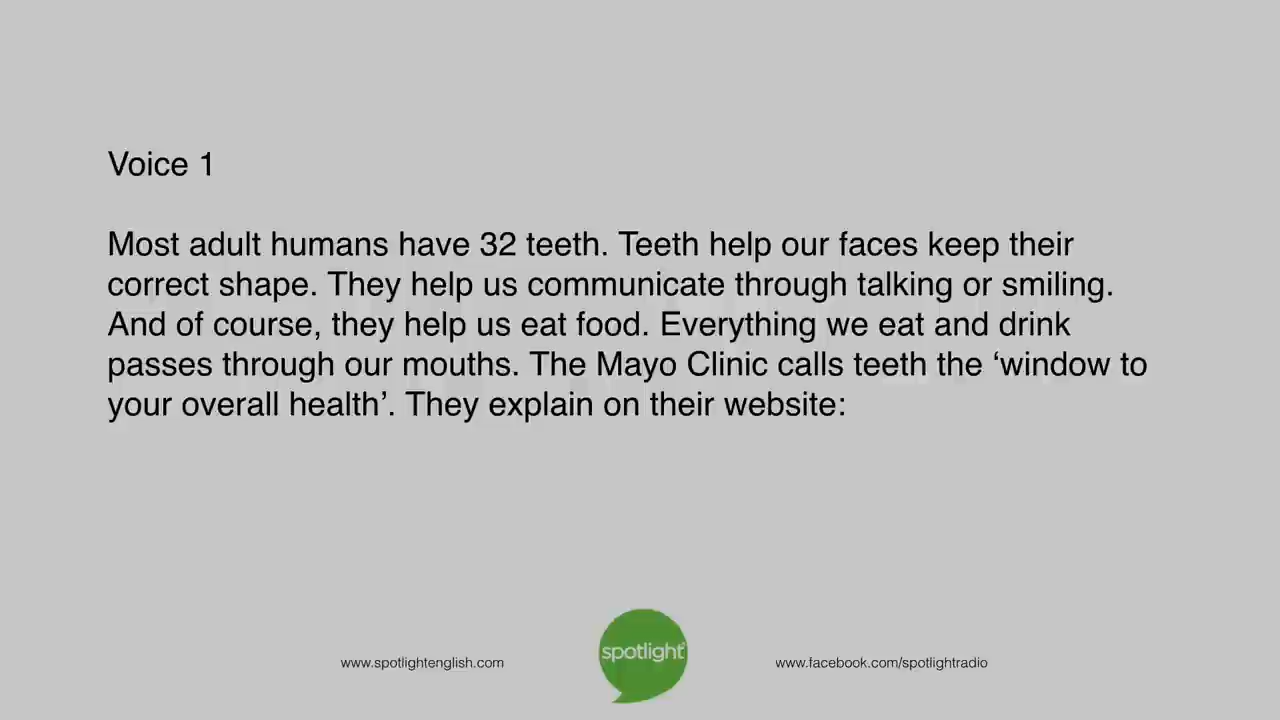 Voice 1
Most adult humans have 32 teeth. Teeth help our faces keep their
correct shape. They help us communicate through talking or smiling.
And of course, they help us eat food. Everything we eat and drink
passes through our mouths. The Mayo Clinic calls teeth the ‘window to
your overall health’. They explain on their website:
www.spotlightenglish.com
spotlight
www.facebook.com/spotlightradio